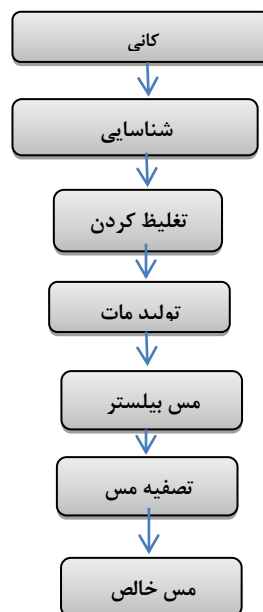 کانی
شناسایی
تغلیظ کردن
تولید مات
مس بیلستر
تصفیه مس
مس خالص